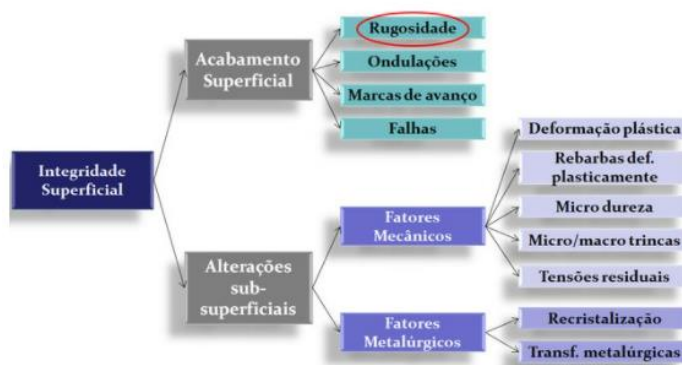 Integridade
Superficial
Acabamento
Superficial
Rugosidade
Ondulações
Marcas de avanço
Falhas
Alterações
sub-
superficiais
Fatores
Mecânicos
Deformação plástica
Rebarbas def.
plasticamente
Micro dureza
Micro/macro trincas
Tensões residuais
Fatores
Metalúrgicos
Recristalização
Transf. metalúrgicas